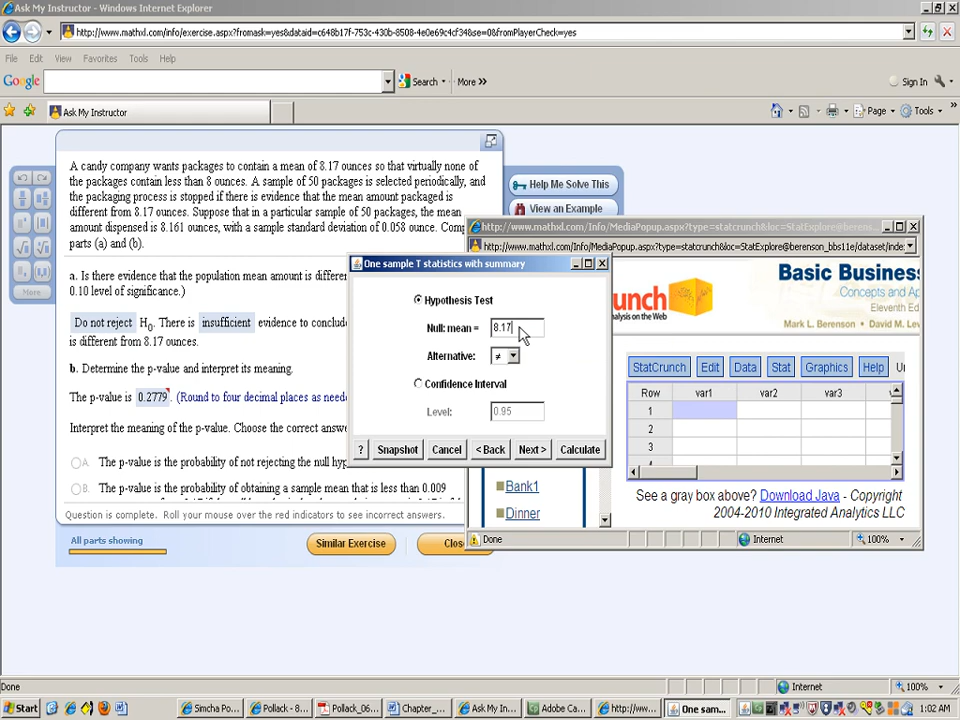 Ask My Instructor - Windows Internet Explorer
http://www.mathxl.com/info/exercise.aspx?fromask=yes&dataid=c648b17f-753c-430b-8508-4e0e69c4cf34&se=0&fromPlayerCheck=yes
File Edit View Favorites Tools Help
Google Search More » Sign In
Ask My Instructor Page Tools
A candy company wants packages to contain a mean of 8.17 ounces so that virtually none of
the packages contain less than 8 ounces. A sample of 50 packages is selected periodically, and
the packaging process is stopped if there is evidence that the mean amount packaged is
different from 8.17 ounces. Suppose that in a particular sample of 50 packages, the mean
amount dispensed is 8.161 ounces, with a sample standard deviation of 0.058 ounce. Comp
parts (a) and (b).
a. Is there evidence that the population mean amount is differen
0.10 level of significance.)
Do not reject H0. There is insufficient evidence to conclude
is different from 8.17 ounces.
b. Determine the p-value and interpret its meaning.
The p-value is 0.2779. (Round to four decimal places as neede
Interpret the meaning of the p-value. Choose the correct answe
A. The p-value is the probability of not rejecting the null hyp
B. The p-value is the probability of obtaining a sample mean that is less than 0.009
Question is complete. Roll your mouse over the red indicators to see incorrect answers.
All parts showing
Similar Exercise
Clos
More
Help Me Solve This
View an Example
http://www.mathxl.com/Info/MediaPopup.aspx?type=statcrunch&loc=StatExplore@berenson_bbs11e/dataset/index
http://www.mathxl.com/Info/MediaPopup.aspx?type=statcrunch&loc=StatExplore@berenson_bbs11e/dataset/inde:
One sample T statistics with summary
Hypothesis Test
Null: mean = 8.17
Alternative: ≠
Confidence Interval
Level: 0.95
? Snapshot Cancel < Back Next > Calculate
unch
Analysis on the Web
Basic Busines
Concepts and Ap
Eleventh Ed
Mark L. Berenson • David M. Lev
StatCrunch Edit Data Stat Graphics Help
Row var1 var2 var3
1
2
3
4
See a gray box above? Download Java - Copyright
2004-2010 Integrated Analytics LLC
Bank1
Dinner
Done Internet 100%
Done Internet 100%
Start Simcha Po... Pollack - 8... Pollack_06... Chapter_... Ask My In... Adobe Ca... http://ww... One sam... 1:02 AM